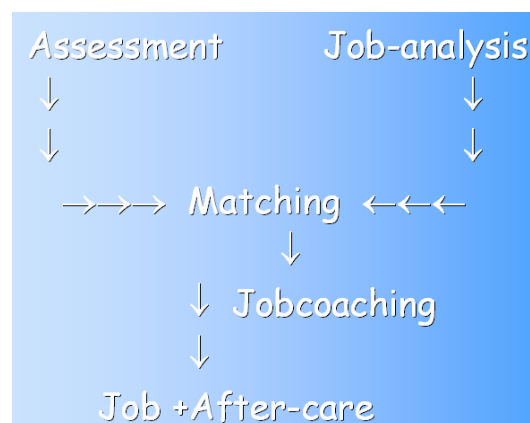 Assessment Job-analysis
↓ ↓
↓ ↓
→→→ Matching ←←←
↓
↓ Jobcoaching
↓
Job +After-care